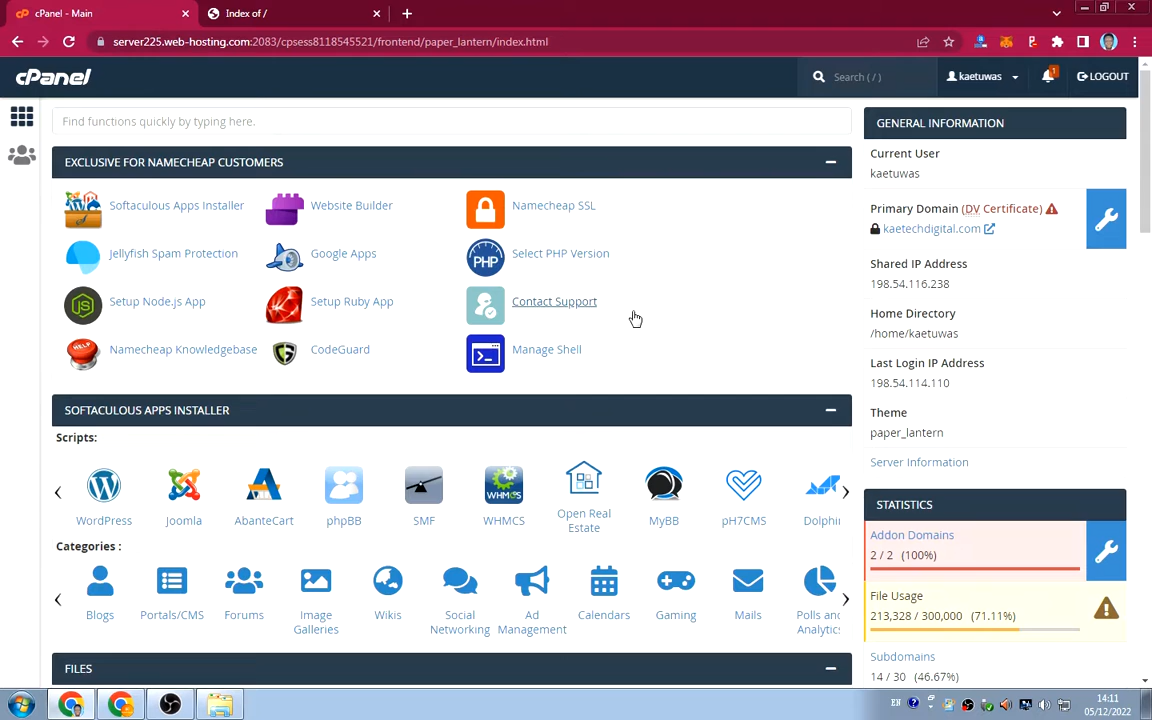 cPanel - Main
Index of /
server225.web-hosting.com:2083/cpsess8118545521/frontend/paper_lantern/index.html
cPanel
Search ( / )
kaetuwas
1
LOGOUT
Find functions quickly by typing here.
EXCLUSIVE FOR NAMECHEAP CUSTOMERS
Softaculous Apps Installer
Website Builder
Namecheap SSL
Jellyfish Spam Protection
Google Apps
PHP
Select PHP Version
Setup Node.js App
Setup Ruby App
Contact Support
HELP
Namecheap Knowledgebase
CodeGuard
Manage Shell
SOFTACULOUS APPS INSTALLER
Scripts:
WHMCS
WordPress
Joomla
AbanteCart
phpBB
SMF
WHMCS
Open Real
Estate
MyBB
pH7CMS
Dolphi
Categories :
Blogs
Portals/CMS
Forums
Image
Galleries
Wikis
Social
Networking
Ad
Management
Calendars
Gaming
Mails
Polls and
Analytics
FILES
GENERAL INFORMATION
Current User
kaetuwas
Primary Domain (DV Certificate)
kaetechdigital.com
Shared IP Address
198.54.116.238
Home Directory
/home/kaetuwas
Last Login IP Address
198.54.114.110
Theme
paper_lantern
Server Information
STATISTICS
Addon Domains
2 / 2 (100%)
File Usage
213,328 / 300,000 (71.11%)
Subdomains
14 / 30 (46.67%)
EN
14:11
05/12/2022